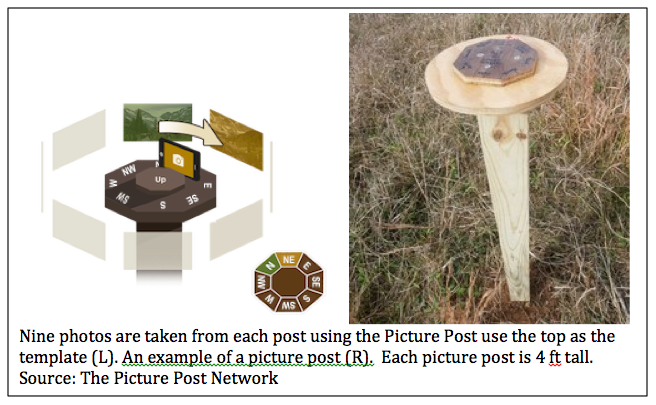 NW
N
W
Up
E
SW
SE
S
N
NE
E
NW
SE
W
SW
S
Nine photos are taken from each post using the Picture Post use the top as the
template (L). An example of a picture post (R).  Each picture post is 4 ft tall.
Source: The Picture Post Network